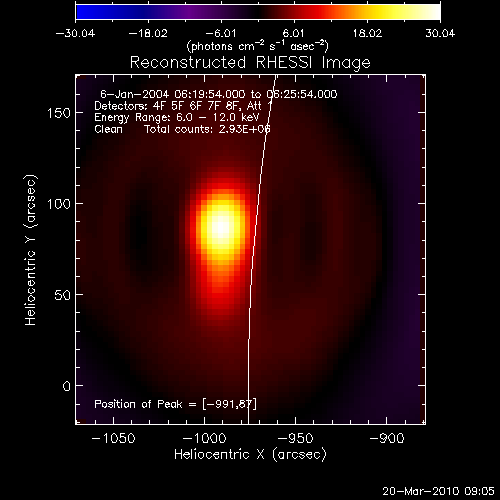 −30.04 −18.02 −6.01 6.01 18.02 30.04
(photons cm⁻² s⁻¹ asec⁻²)
Reconstructed RHESSI Image
6-Jan-2004 06:19:54.000 to 06:25:54.000
Detectors: 4F 5F 6F 7F 8F, Att 1
Energy Range: 6.0 - 12.0 keV
Clean Total counts: 2.93E+06
150
100
50
0
Heliocentric Y (arcsec)
Position of Peak = [-991,87]
−1050 −1000 −950 −900
Heliocentric X (arcsec)
20-Mar-2010 09:05